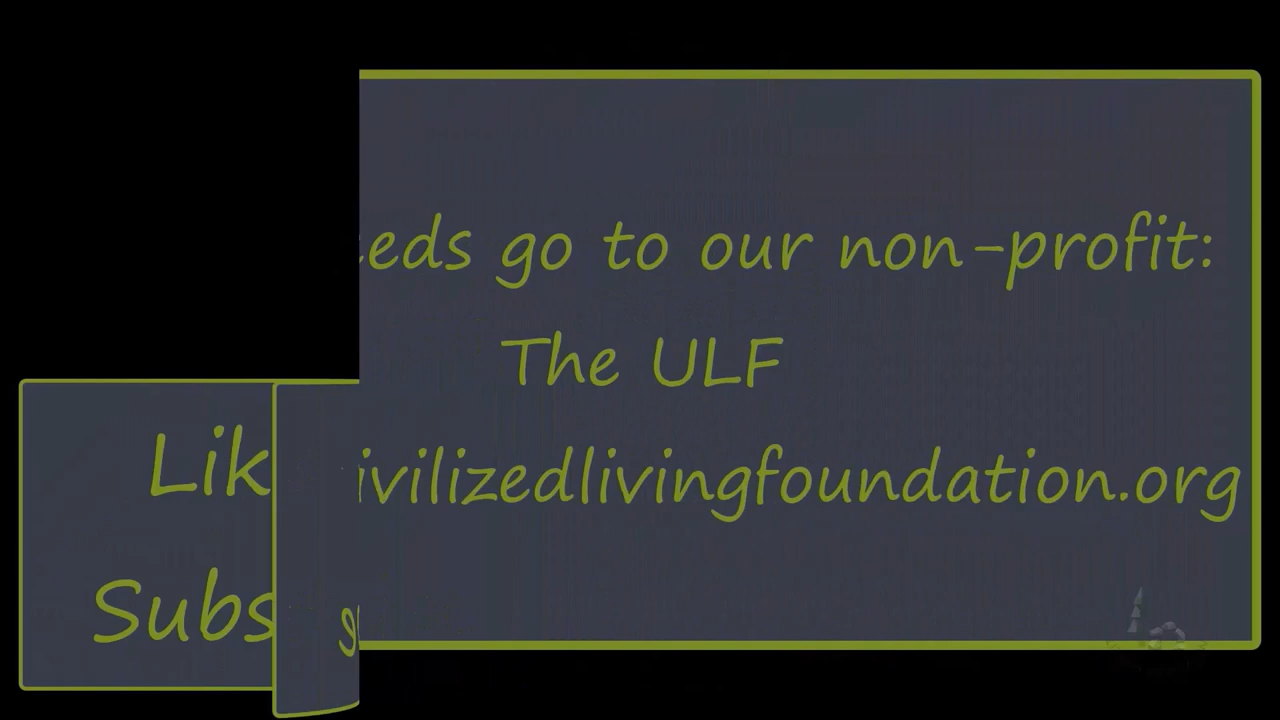 eeds go to our non-profit:
The ULF
ivilizedlivingfoundation.org
Lik
Subs